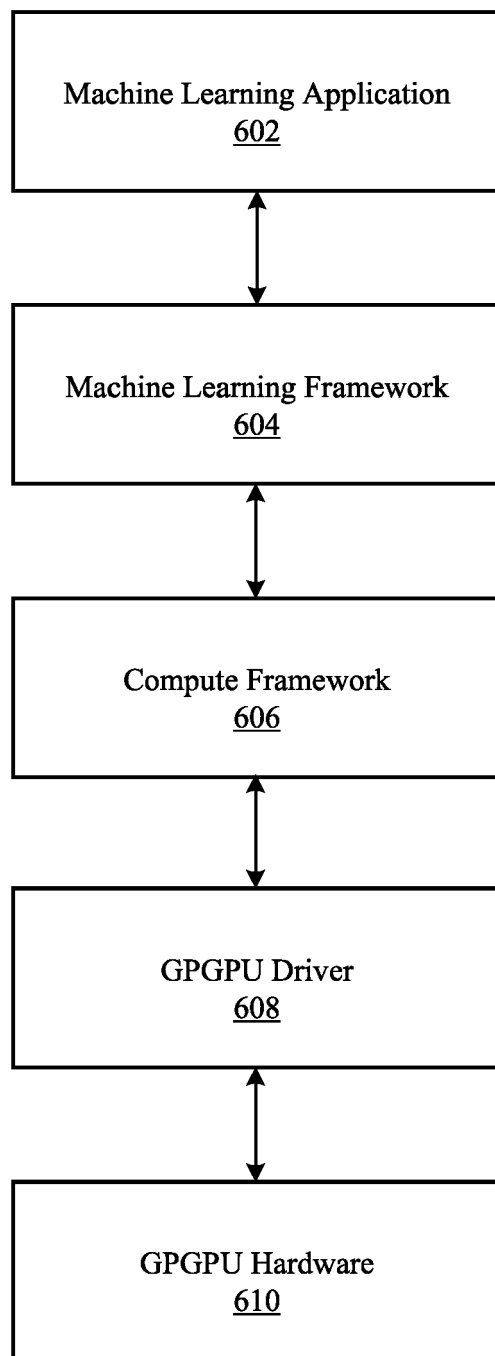 Machine Learning Application
602
Machine Learning Framework
604
Compute Framework
606
GPGPU Driver
608
GPGPU Hardware
610